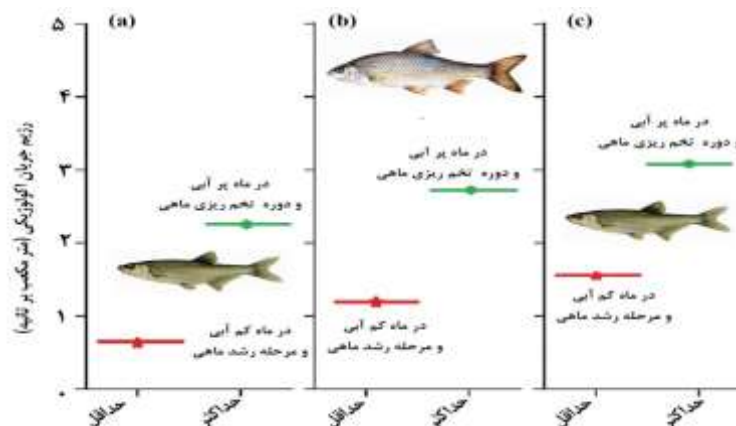 (a)
(b)
(c)
رژیم جریان اکولوژیکی (متر مکعب بر ثانیه)
۵
۴
۳
۲
۱
۰
در ماه پر آبی
و دوره تخم ریزی ماهی
در ماه کم آبی
و مرحله رشد ماهی
حداقل
حداکثر
در ماه پر آبی
و دوره تخم ریزی ماهی
در ماه کم آبی
و مرحله رشد ماهی
حداقل
حداکثر
در ماه پر آبی
و دوره تخم ریزی ماهی
در ماه کم آبی
و مرحله رشد ماهی
حداقل
حداکثر